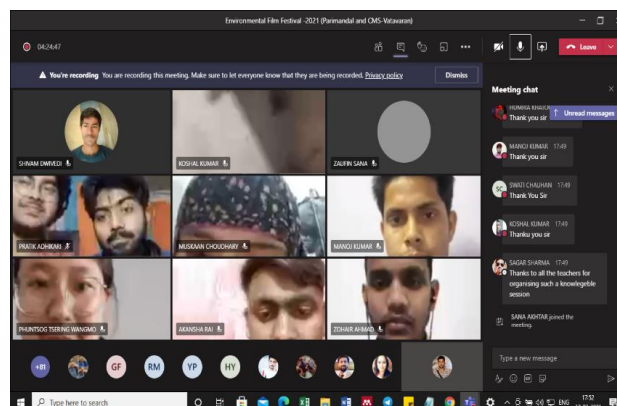 Environmental Film Festival -2021 (Parimandal and CMS-Vatavaran)
04:24:47
Leave
You're recording You are recording this meeting. Make sure to let everyone know that they are being recorded. Privacy policy
Dismiss
SHIVAM DWIVEDI
KOSHAL KUMAR
ZAUFIN SANA
PRATIK ADHIKARI
MUSKAAN CHOUDHARY
MANOJ KUMAR
PHUNTSOG TSERING WANGMO
AKANSHA RAI
ZOHAIR AHMAD
+81
GF
RM
YP
HY
Meeting chat
Unread messages
Thank you sir
MANOJ KUMAR 17:49
Thank you sir
SC
SWATI CHAUHAN 17:49
Thank You Sir
KOSHAL KUMAR 17:49
Thanku you sir
SAGAR SHARMA 17:49
Thanks to all the teachers for
organising such a knowlegeble
session
SANA AKHTAR joined the
meeting.
Type a new message
Type here to search
ENG
17:52